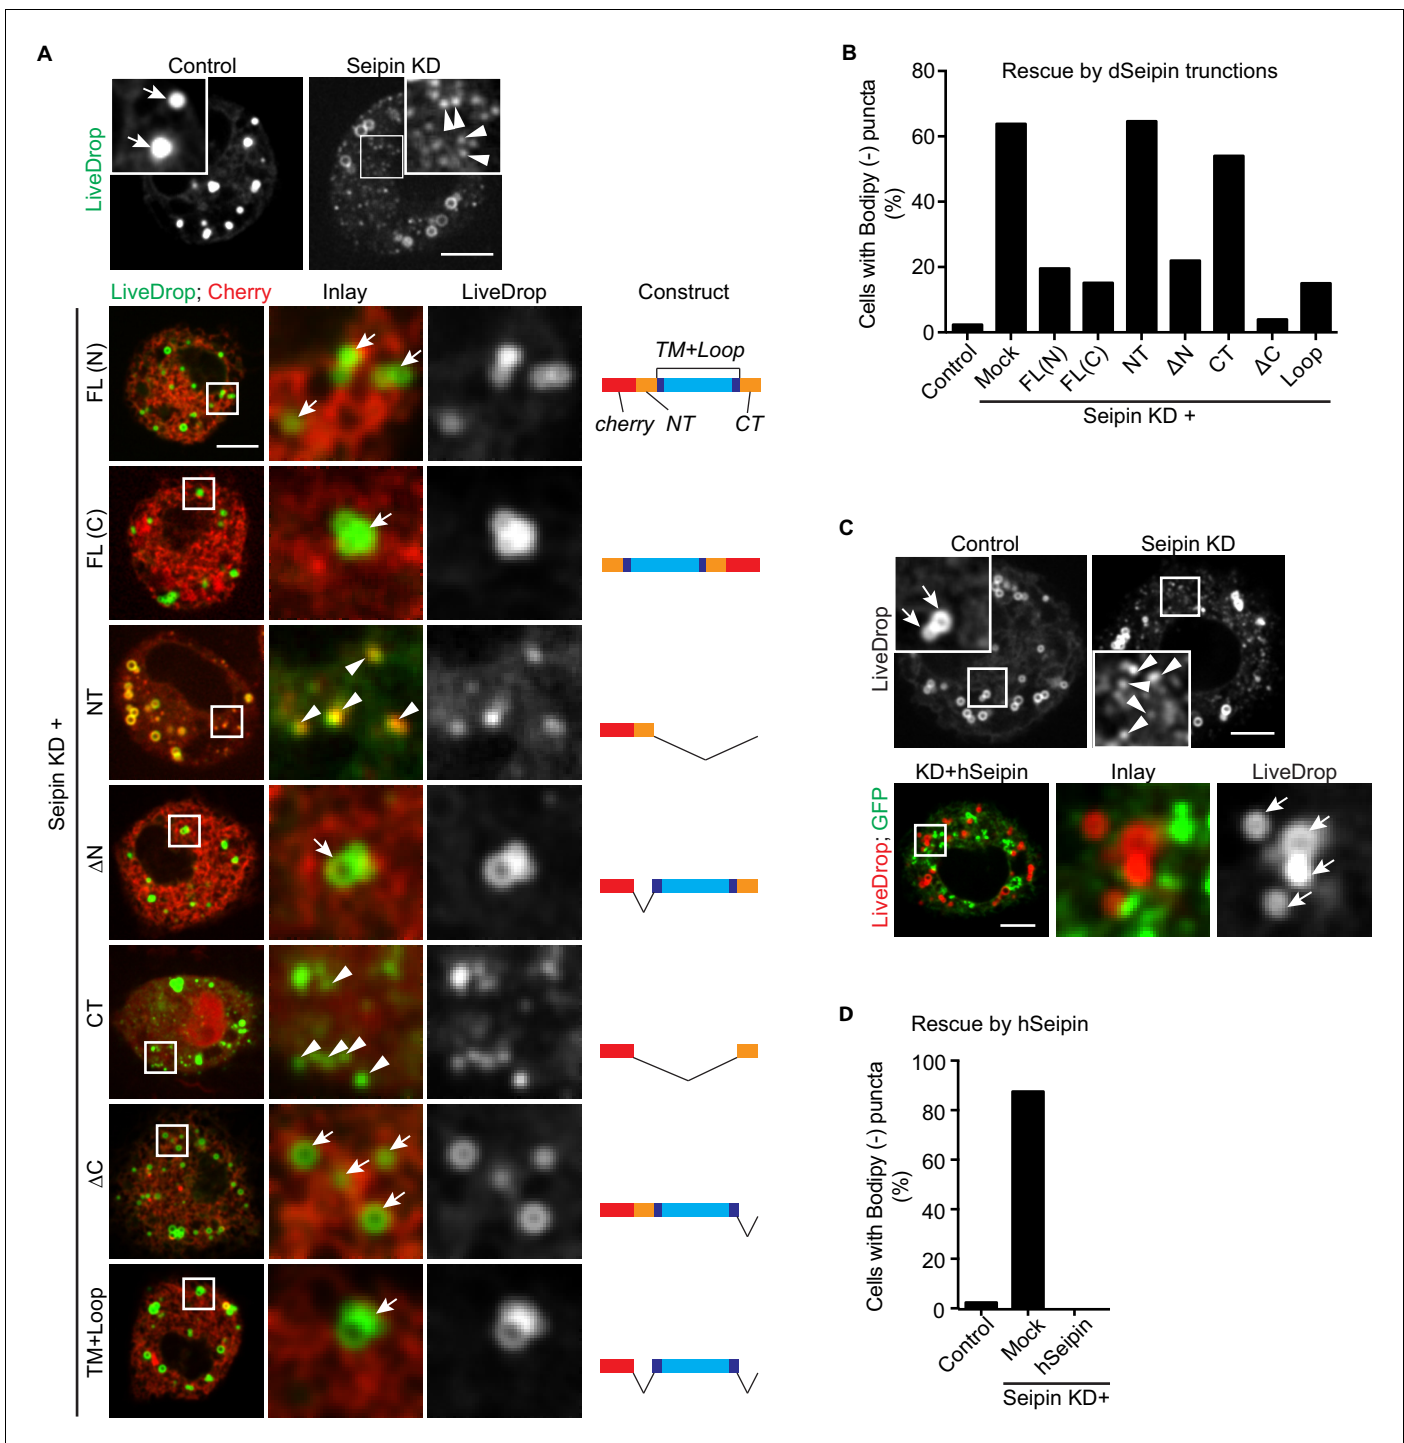 A
Control
Seipin KD
LiveDrop
LiveDrop; Cherry
Inlay
LiveDrop
Construct
Seipin KD +
FL (N)
TM+Loop
cherry NT CT
FL (C)
NT
ΔN
CT
ΔC
TM+Loop
B
Rescue by dSeipin trunctions
Cells with Bodipy (-) puncta
(%)
80
60
40
20
0
Control
Mock
FL(N)
FL(C)
NT
ΔN
CT
ΔC
Loop
Seipin KD +
C
Control
Seipin KD
LiveDrop
KD+hSeipin
Inlay
LiveDrop
LiveDrop; GFP
D
Rescue by hSeipin
Cells with Bodipy (-) puncta
(%)
100
80
60
40
20
0
Control
Mock
hSeipin
Seipin KD+